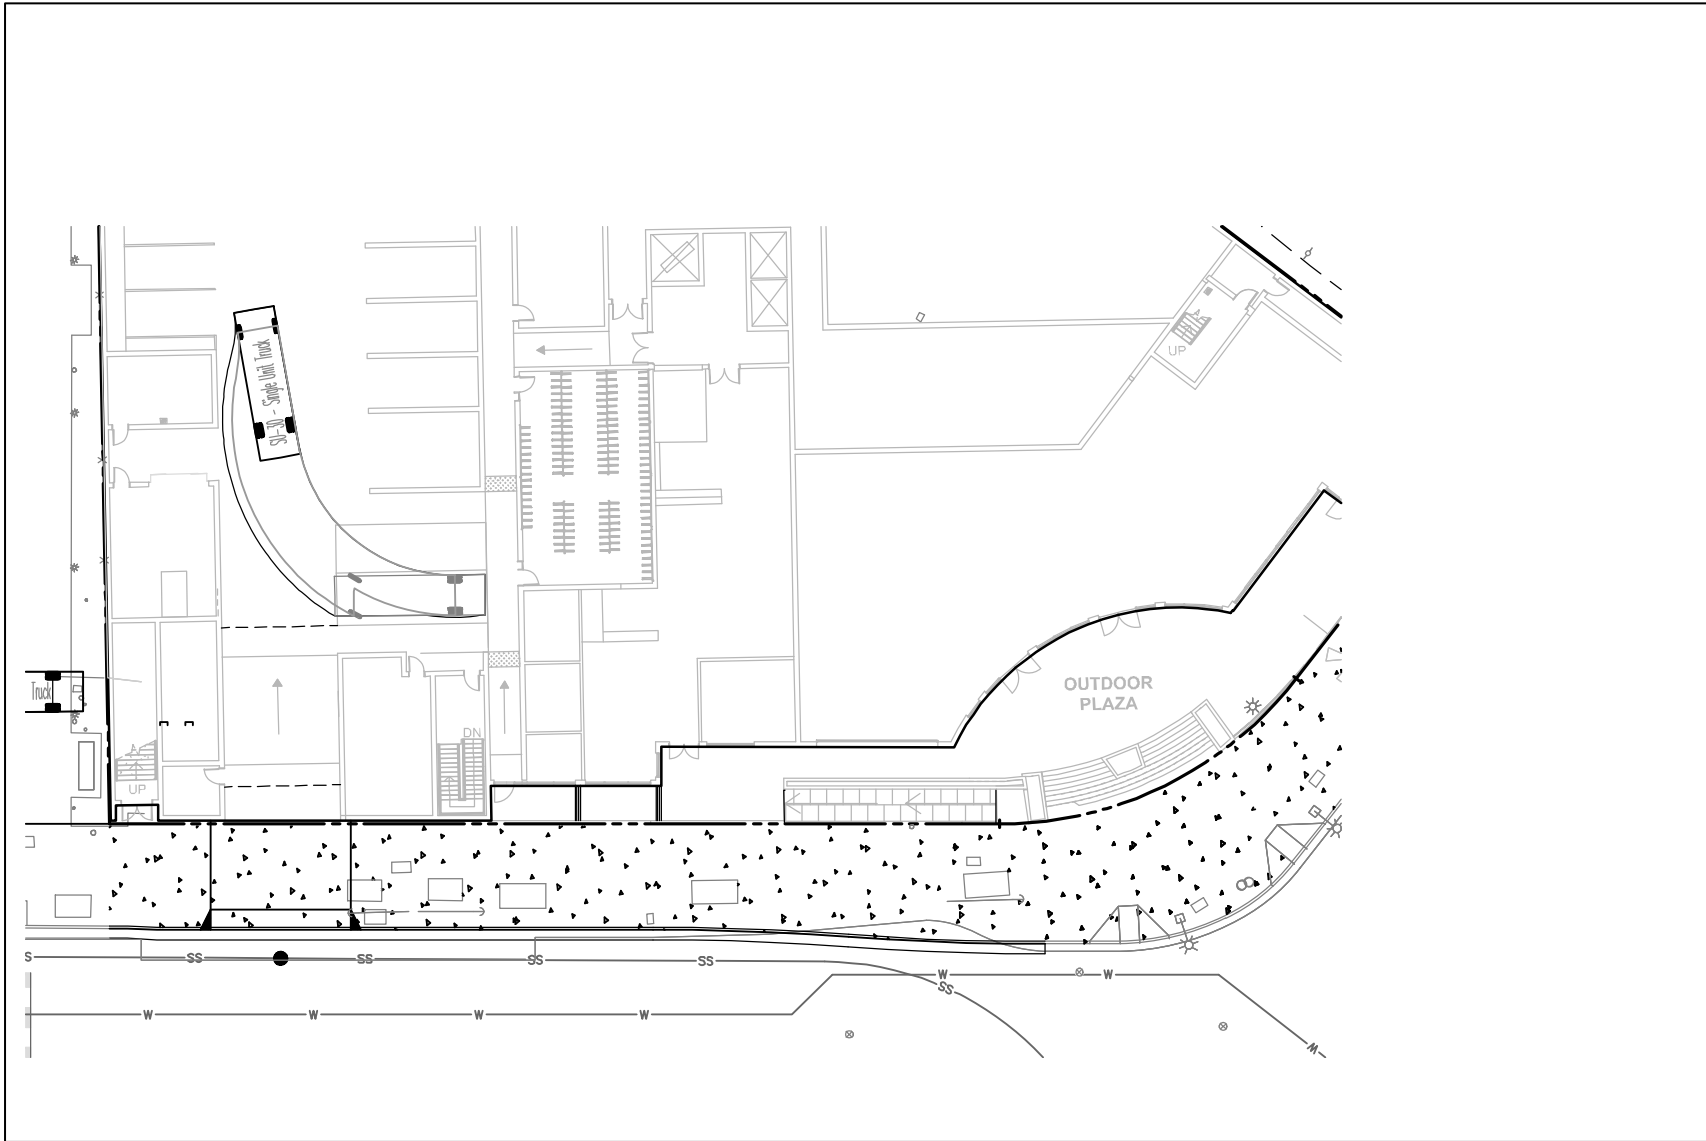 SU-30 - Single Unit Truck
UP
OUTDOOR
PLAZA
Truck
DN
UP
S
SS
SS
SS
SS
W
SS
W
W
W
W
W
W